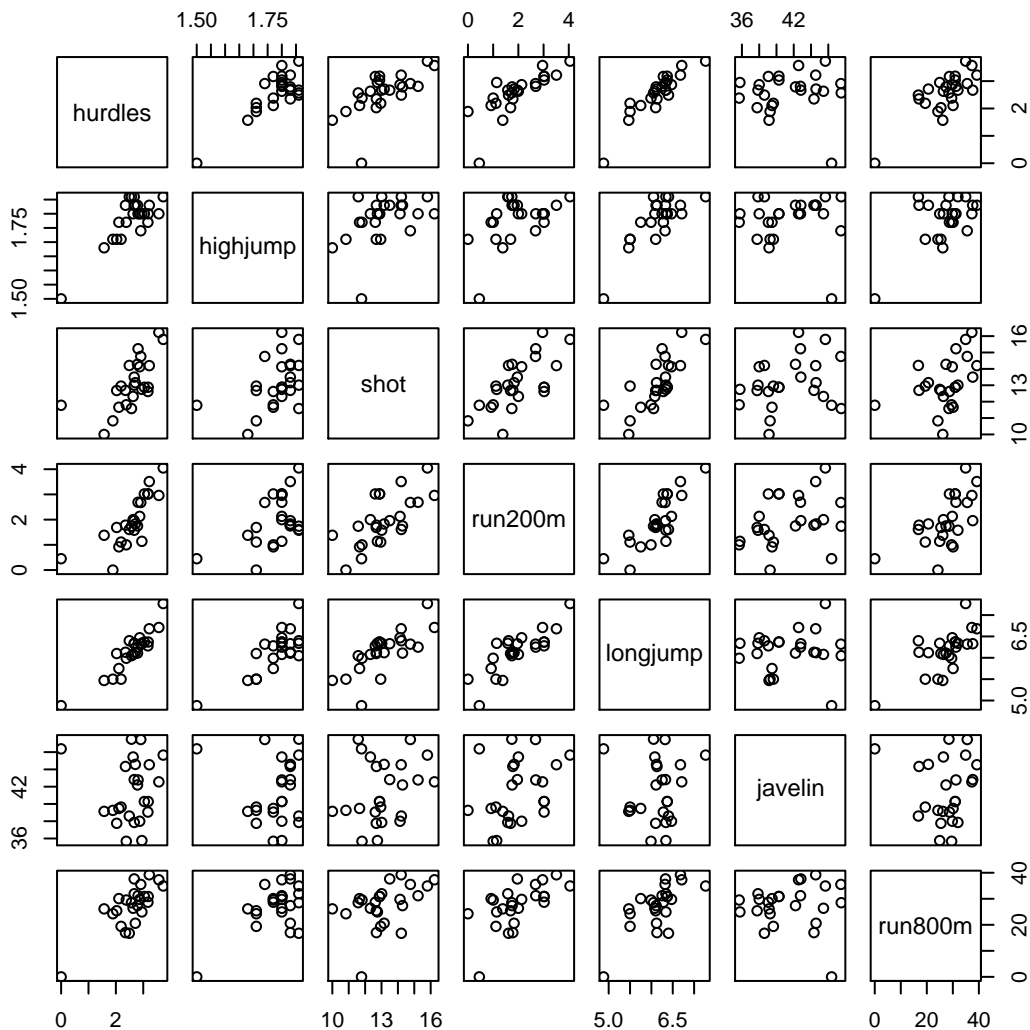 1.50 1.75 0 2 4 36 42
hurdles 0 2
1.50 1.75 highjump
shot 10 13 16
0 2 4 run200m
longjump 5.0 6.5
36 42 javelin
run800m 0 20 40
0 2 10 13 16 5.0 6.5 0 20 40